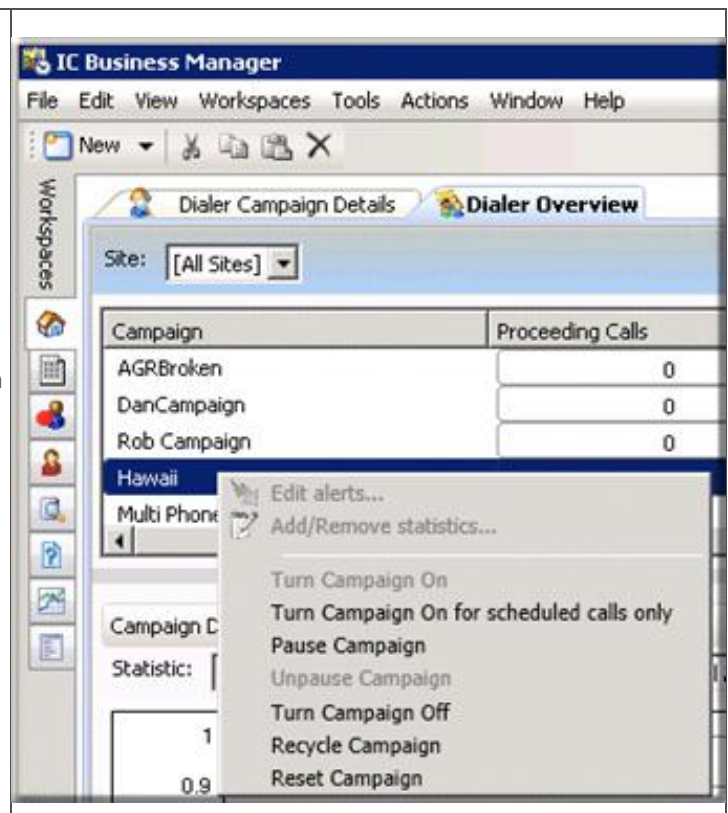 IC Business Manager
File Edit View Workspaces Tools Actions Window Help
New
Workspaces
Dialer Campaign Details
Dialer Overview
Site: [All Sites]
Campaign
Proceeding Calls
AGRBroken
0
DanCampaign
0
Rob Campaign
0
Hawaii
Multi Phone
Edit alerts...
Add/Remove statistics...
Turn Campaign On
Turn Campaign On for scheduled calls only
Pause Campaign
Unpause Campaign
Turn Campaign Off
Recycle Campaign
Reset Campaign
Campaign D
Statistic:
1
0.9